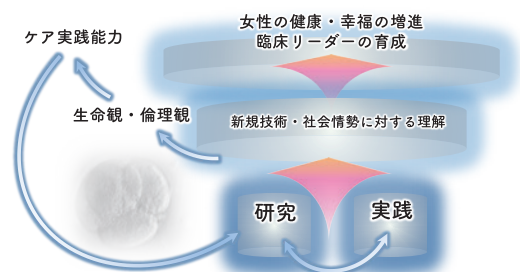 女性の健康・幸福の増進
臨床リーダーの育成
ケア実践能力
生命観・倫理観
新規技術・社会情勢に対する理解
研究
実践